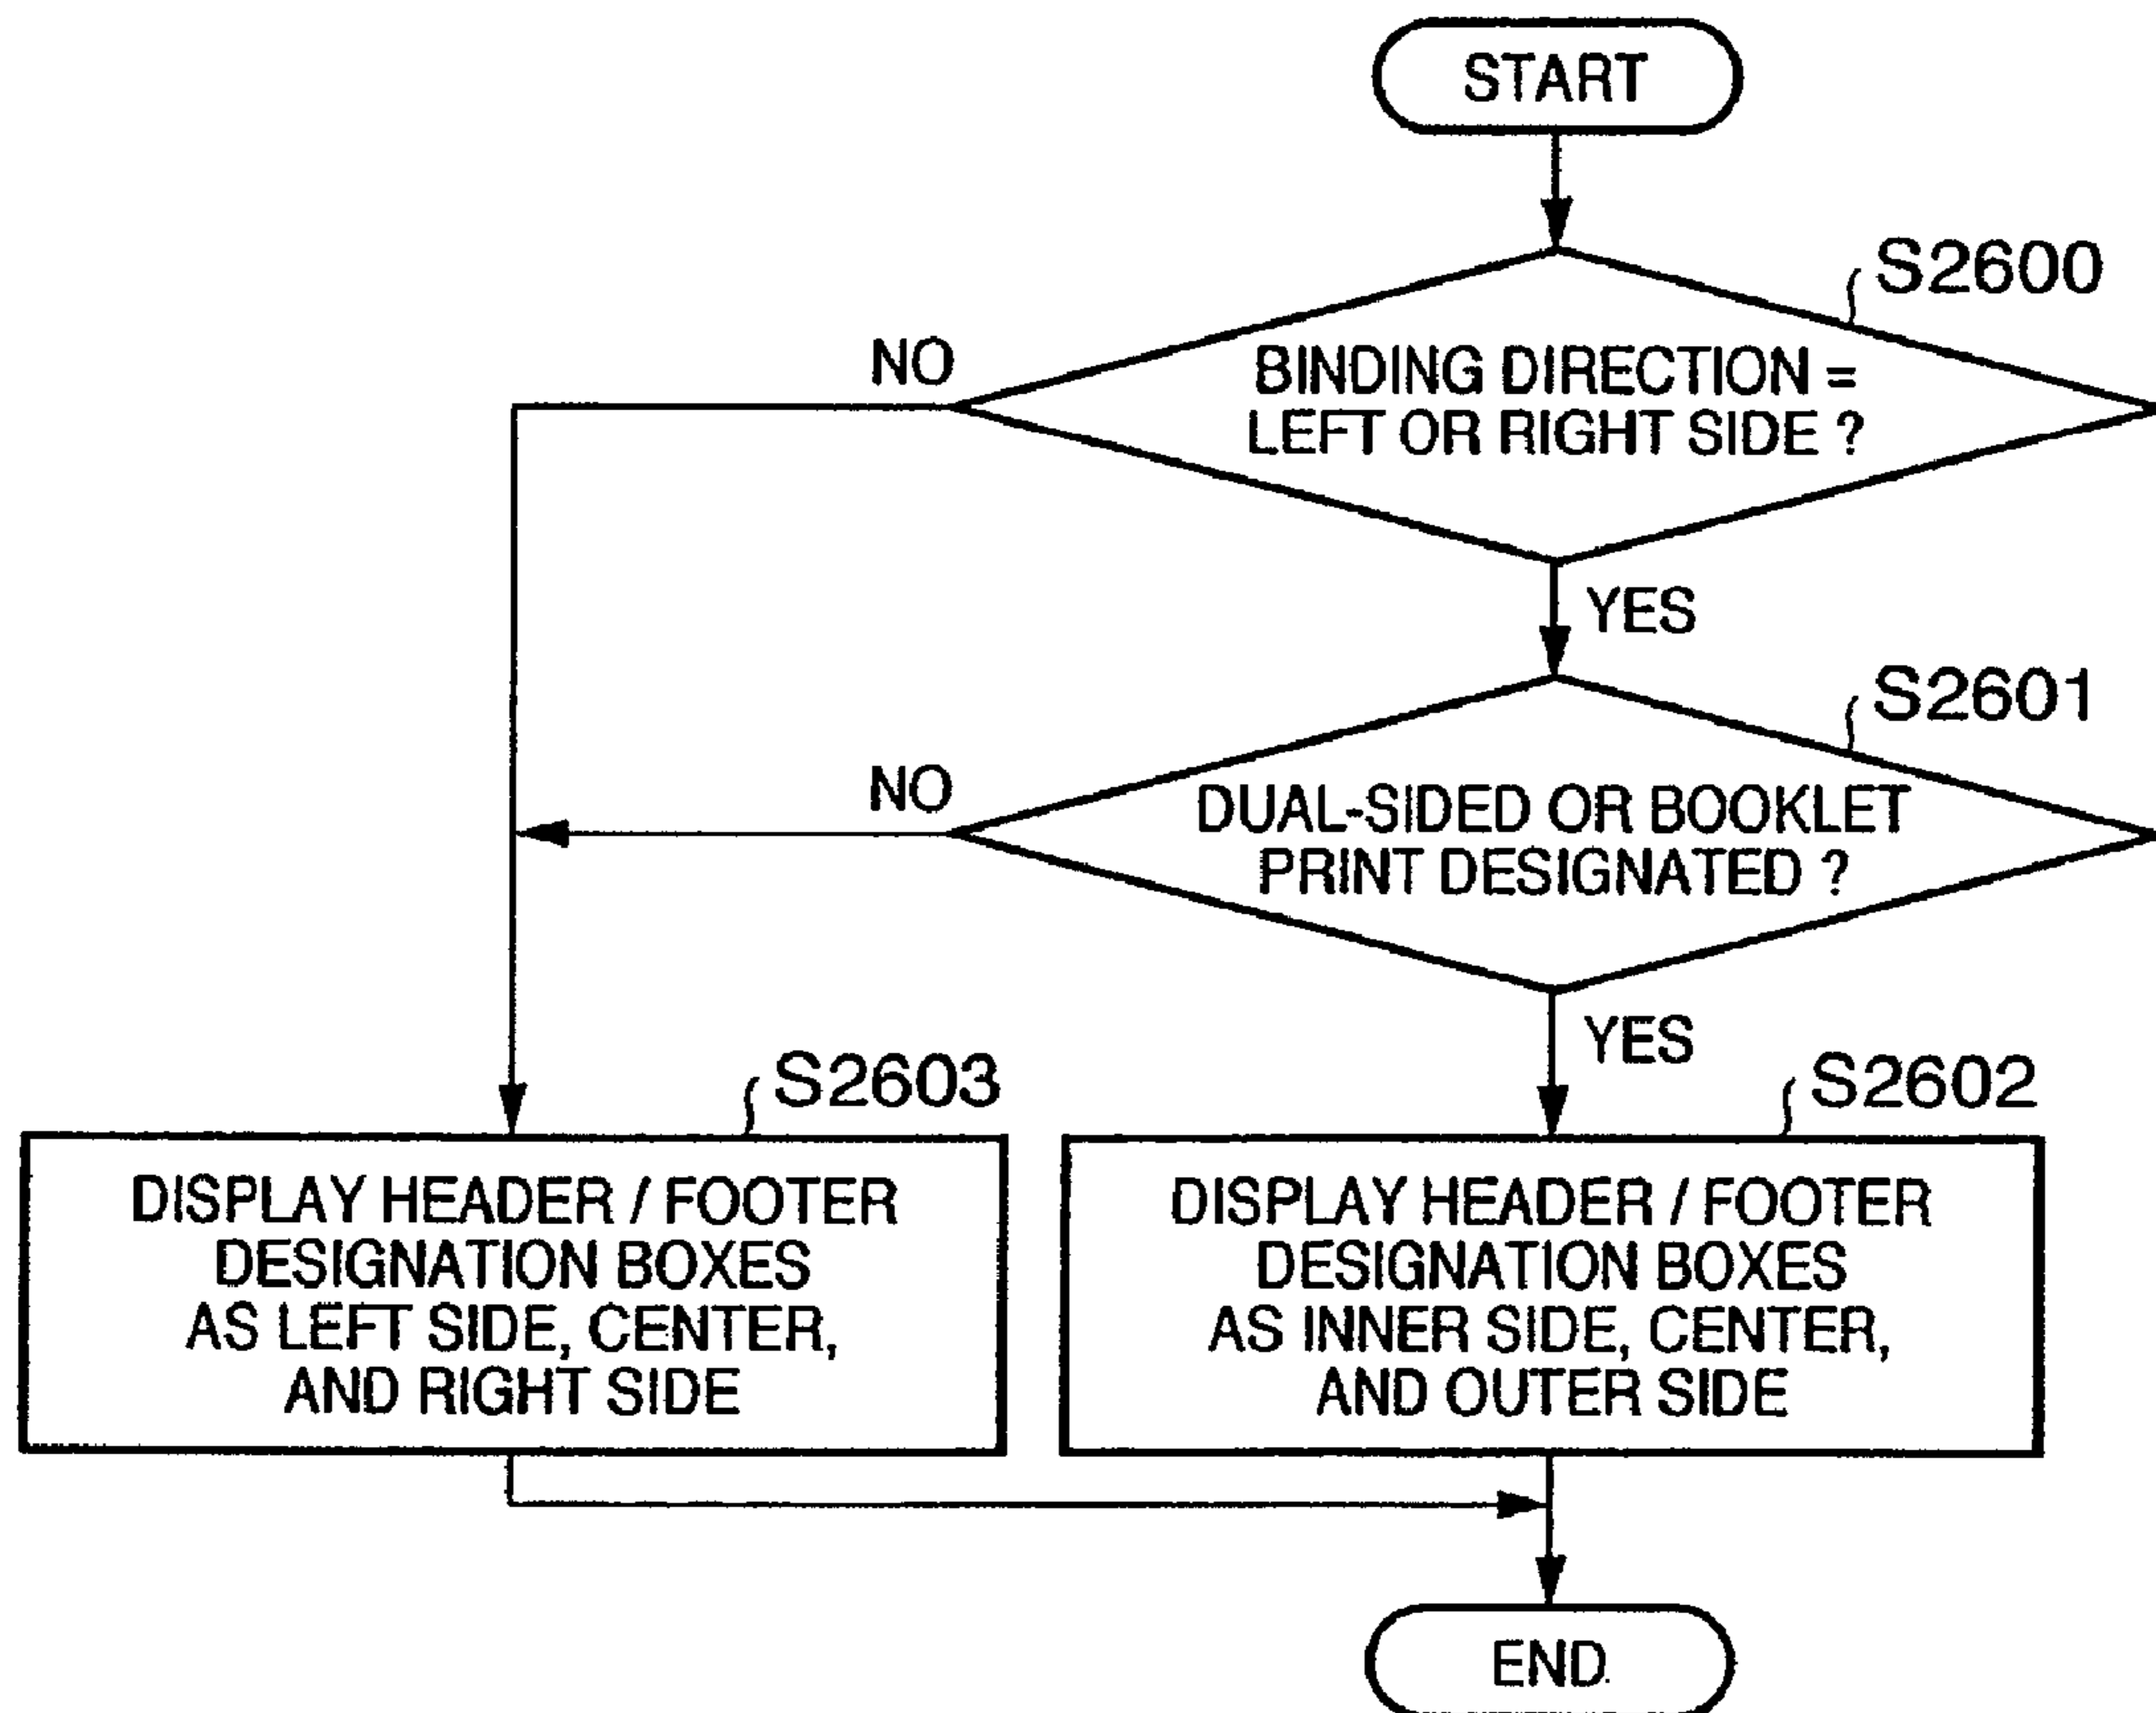 START
S2600
NO
BINDING DIRECTION =
LEFT OR RIGHT SIDE ?
YES
S2601
NO
DUAL-SIDED OR BOOKLET
PRINT DESIGNATED ?
YES
S2603
S2602
DISPLAY HEADER / FOOTER
DESIGNATION BOXES
AS LEFT SIDE, CENTER,
AND RIGHT SIDE
DISPLAY HEADER / FOOTER
DESIGNATION BOXES
AS INNER SIDE, CENTER,
AND OUTER SIDE
END